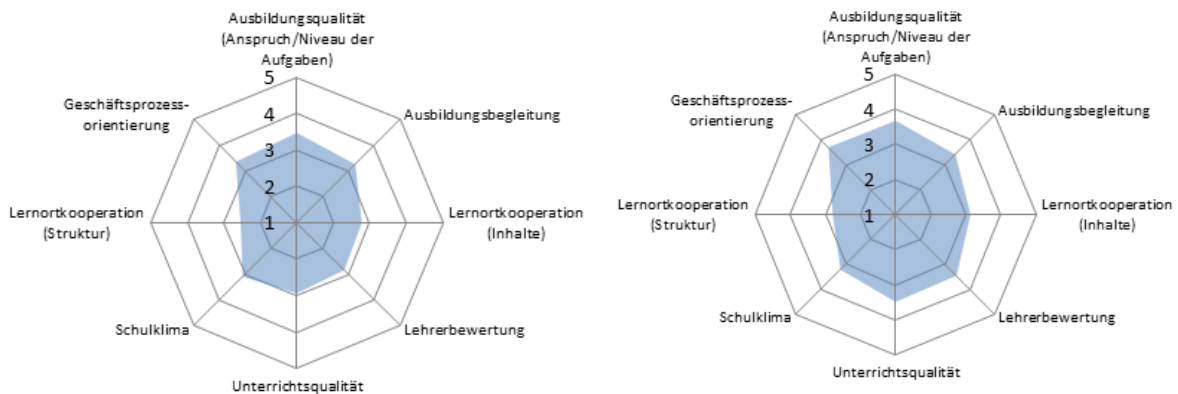 Ausbildungsqualität
(Anspruch/Niveau der
Aufgaben)
5
4
3
2
1
Geschäftsprozess-
orientierung
Ausbildungsbegleitung
Lernortkooperation
(Struktur)
Lernortkooperation
(Inhalte)
Schulklima
Lehrerbewertung
Unterrichtsqualität
Ausbildungsqualität
(Anspruch/Niveau der
Aufgaben)
5
4
3
2
1
Geschäftsprozess-
orientierung
Ausbildungsbegleitung
Lernortkooperation
(Struktur)
Lernortkooperation
(Inhalte)
Schulklima
Lehrerbewertung
Unterrichtsqualität